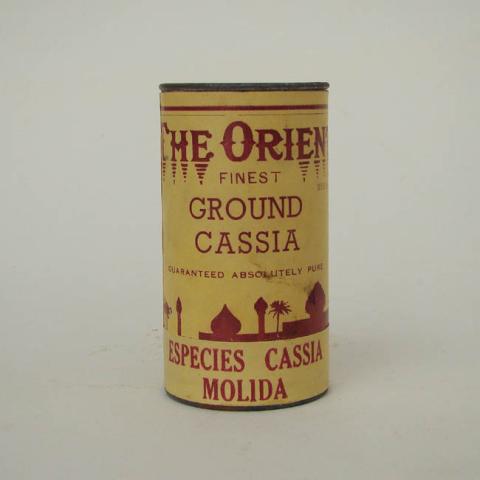 THE ORIEN
FINEST
GROUND
CASSIA
GUARANTEED ABSOLUTELY PURE
ESPECIES CASSIA
MOLIDA